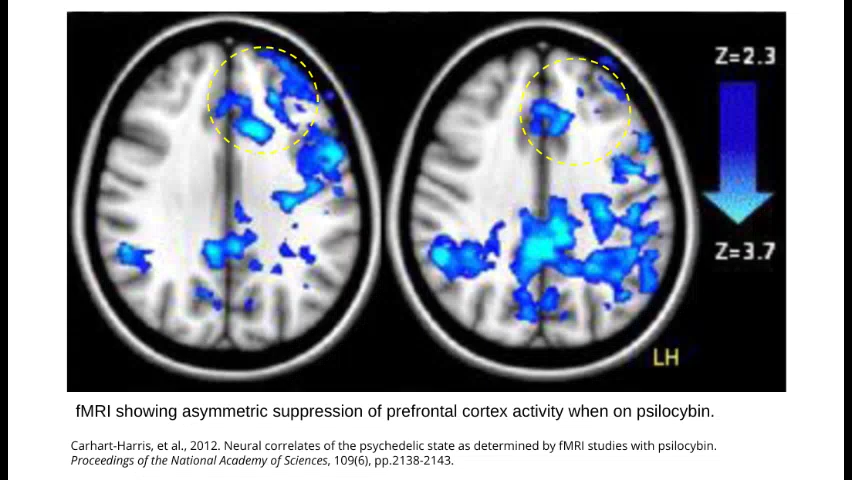 Z=2.3
Z=3.7
LH
fMRI showing asymmetric suppression of prefrontal cortex activity when on psilocybin.
Carhart-Harris, et al., 2012. Neural correlates of the psychedelic state as determined by fMRI studies with psilocybin.
Proceedings of the National Academy of Sciences, 109(6), pp.2138-2143.